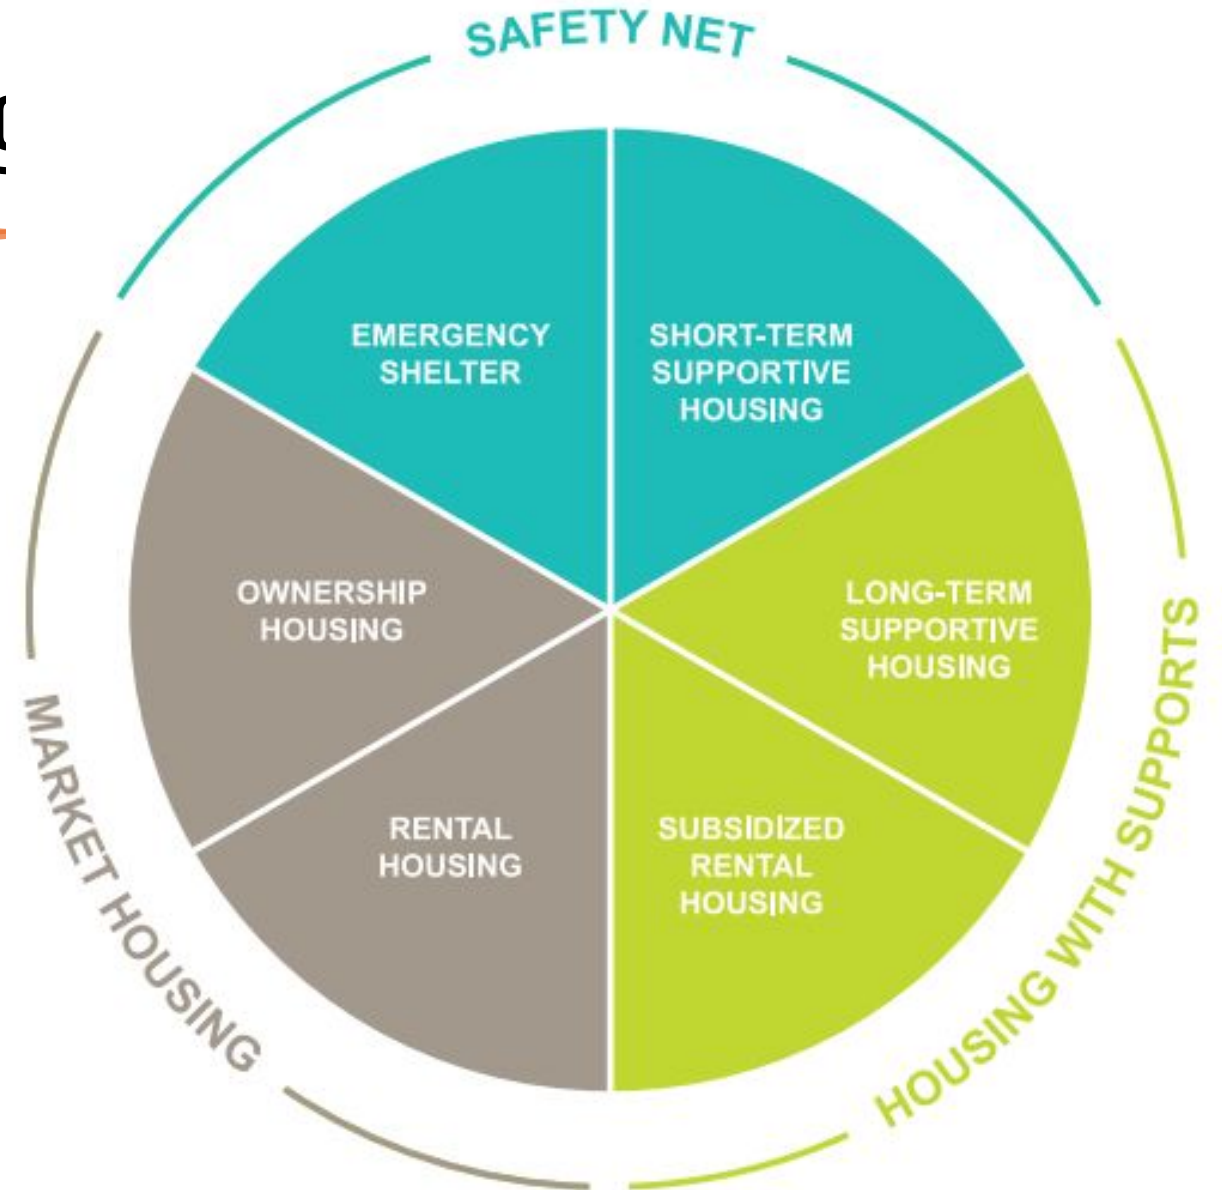 SAFETY NET
EMERGENCY
SHELTER
SHORT-TERM
SUPPORTIVE
HOUSING
OWNERSHIP
HOUSING
LONG-TERM
SUPPORTIVE
HOUSING
RENTAL
HOUSING
SUBSIDIZED
RENTAL
HOUSING
MARKET HOUSING
HOUSING WITH SUPPORTS